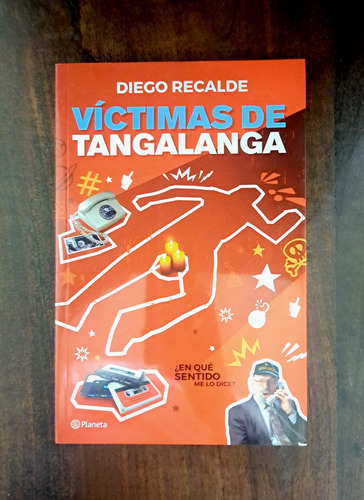 DIEGO RECALDE
VÍCTIMAS DE
TANGALANGA
¿EN QUÉ
SENTIDO
ME LO DICE?
Planeta